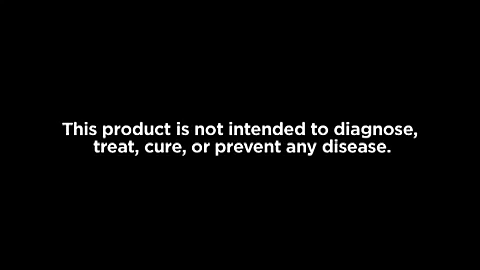 This product is not intended to diagnose,
treat, cure, or prevent any disease.